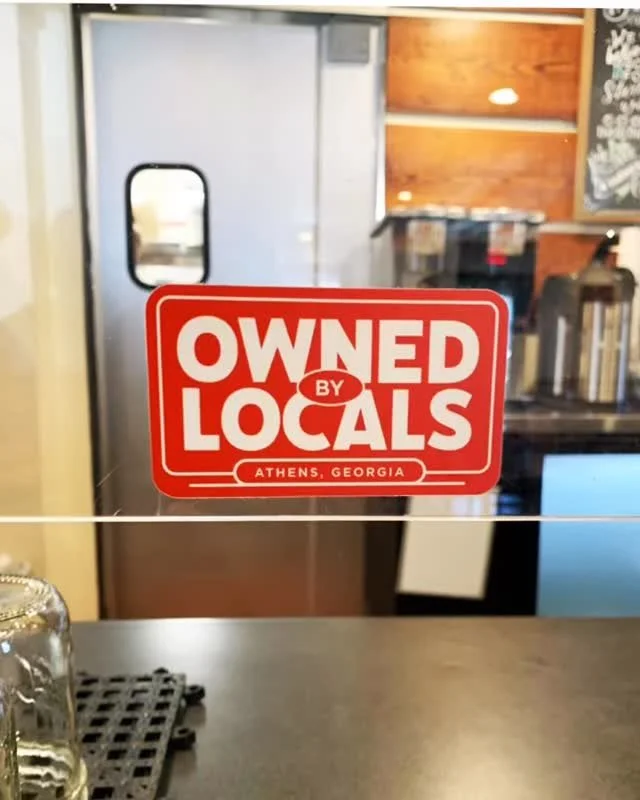 OWNED
BY
LOCALS
ATHENS, GEORGIA